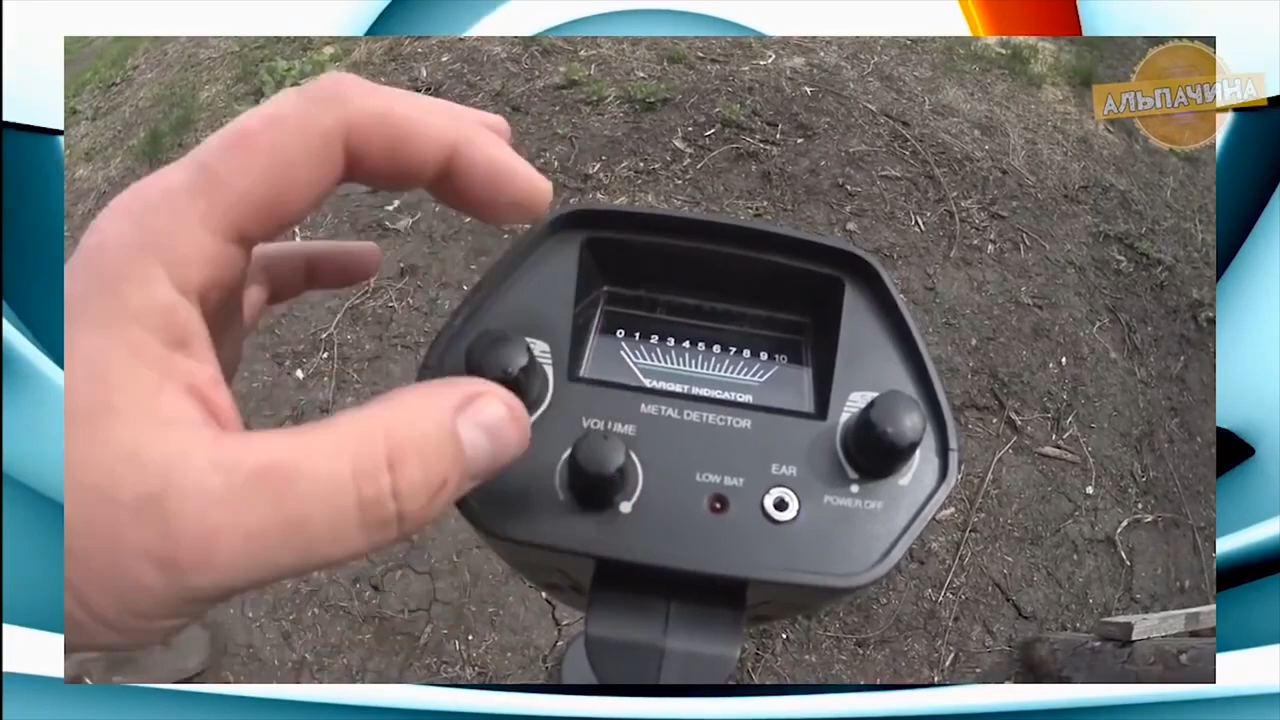 АЛЬПАЧИНА
0 1 2 3 4 5 6 7 8 9 10
TARGET INDICATOR
METAL DETECTOR
VOLUME
LOW BAT
EAR
POWER OFF